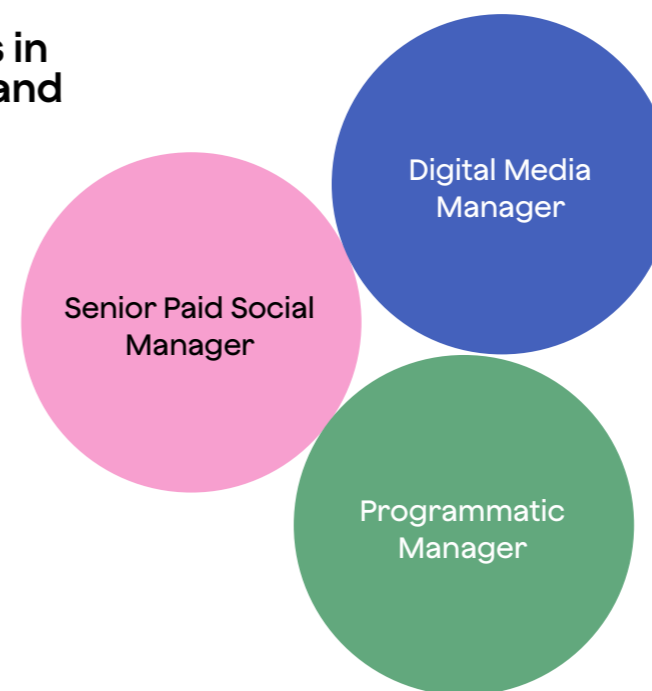 s in
and
Digital Media
Manager
Senior Paid Social
Manager
Programmatic
Manager